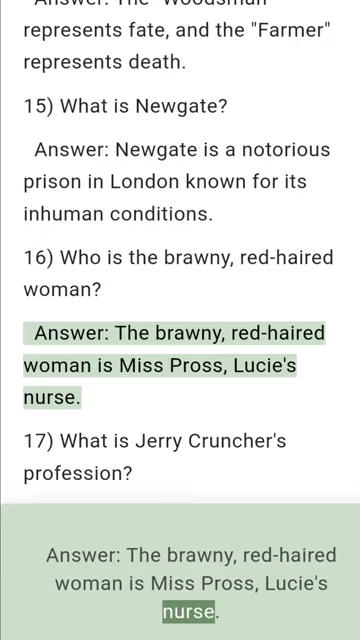 Answer: The "Woodsman"
represents fate, and the "Farmer"
represents death.
15) What is Newgate?
Answer: Newgate is a notorious
prison in London known for its
inhuman conditions.
16) Who is the brawny, red-haired
woman?
Answer: The brawny, red-haired
woman is Miss Pross, Lucie's
nurse.
17) What is Jerry Cruncher's
profession?
Answer: The brawny, red-haired
woman is Miss Pross, Lucie's
nurse.